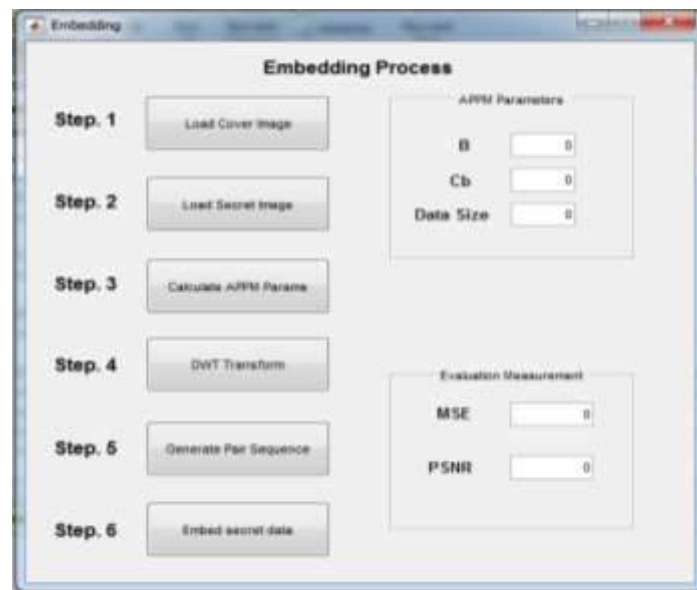 Embedding
Embedding Process
Step. 1
Load Cover Image
Step. 2
Load Secret Image
Step. 3
Calculate APPM Params
Step. 4
DWT Transform
Step. 5
Generate Pair Sequence
Step. 6
Embed secret data
APPM Parameters
B 0
Cb 0
Data Size 0
Evaluation Measurement
MSE 0
PSNR 0